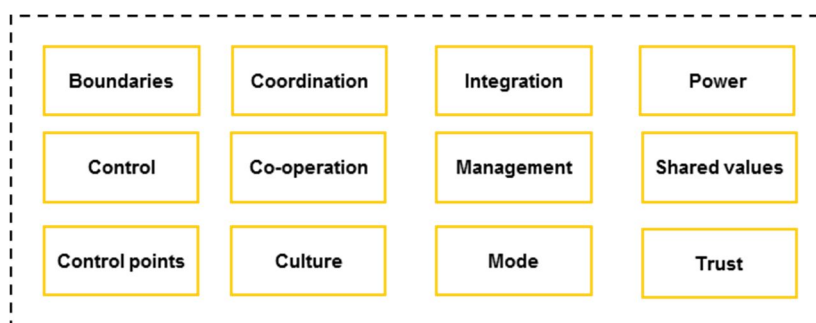 Boundaries
Coordination
Integration
Power
Control
Co-operation
Management
Shared values
Control points
Culture
Mode
Trust